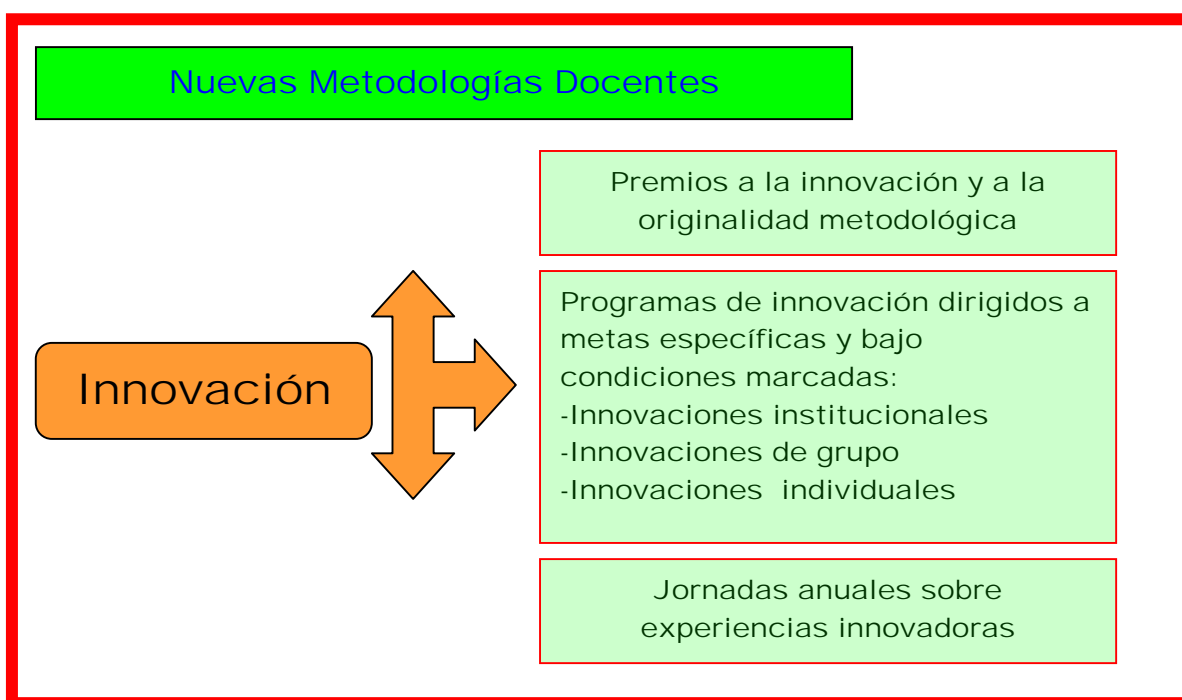 Nuevas Metodologías Docentes
Premios a la innovación y a la
originalidad metodológica
Innovación
Programas de innovación dirigidos a
metas específicas y bajo
condiciones marcadas:
-Innovaciones institucionales
-Innovaciones de grupo
-Innovaciones  individuales
Jornadas anuales sobre
experiencias innovadoras